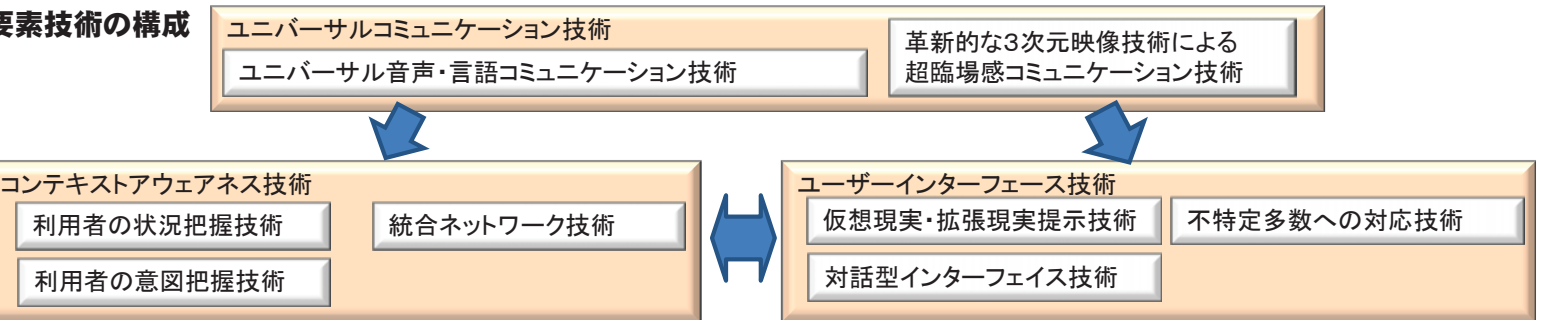 要素技術の構成
ユニバーサルコミュニケーション技術
ユニバーサル音声・言語コミュニケーション技術
革新的な３次元映像技術による
超臨場感コミュニケーション技術
コンテキストアウェアネス技術
利用者の状況把握技術
統合ネットワーク技術
利用者の意図把握技術
ユーザーインターフェース技術
仮想現実・拡張現実提示技術
不特定多数への対応技術
対話型インターフェイス技術